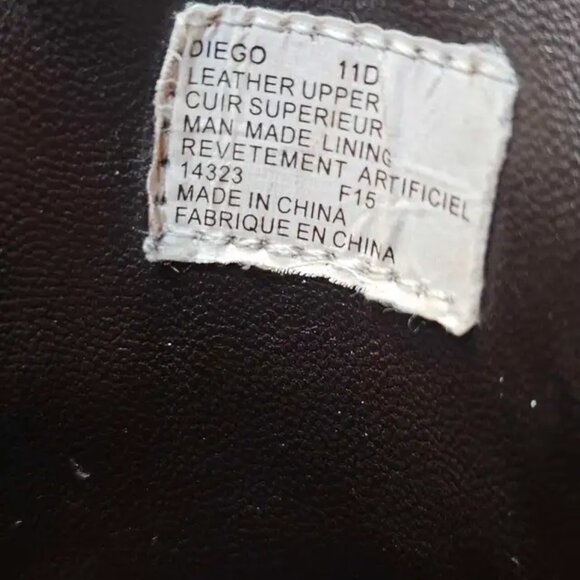 DIEGO 11D
LEATHER UPPER
CUIR SUPERIEUR
MAN MADE LINING
REVETEMENT ARTIFICIEL
14323 F15
MADE IN CHINA
FABRIQUE EN CHINA